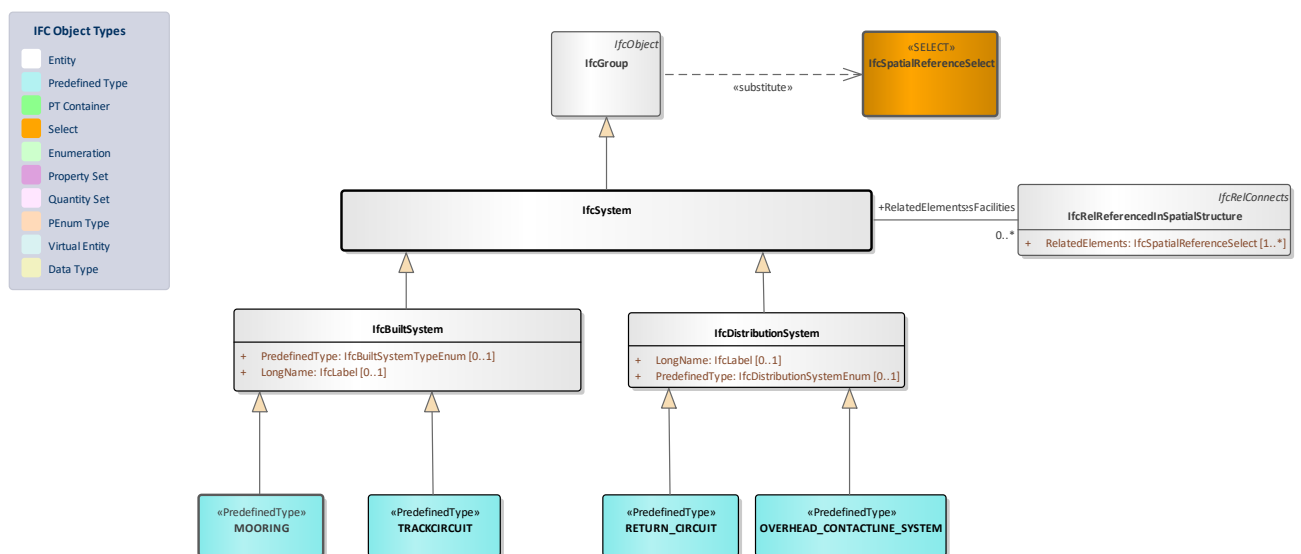 IFC Object Types
Entity
Predefined Type
PT Container
Select
Enumeration
Property Set
Quantity Set
PEnum Type
Virtual Entity
Data Type
IfcObject
IfcGroup
«substitute»
«SELECT»
IfcSpatialReferenceSelect
IfcSystem
0..*
IfcRelConnects
IfcRelReferencedInSpatialStructure
+ RelatedElements: IfcSpatialReferenceSelect [1..*]
IfcBuiltSystem
+ PredefinedType: IfcBuiltSystemTypeEnum [0..1]
+ LongName: IfcLabel [0..1]
IfcDistributionSystem
+ LongName: IfcLabel [0..1]
+ PredefinedType: IfcDistributionSystemEnum [0..1]
«PredefinedType»
MOORING
«PredefinedType»
TRACKCIRCUIT
«PredefinedType»
RETURN_CIRCUIT
«PredefinedType»
OVERHEAD_CONTACTLINE_SYSTEM